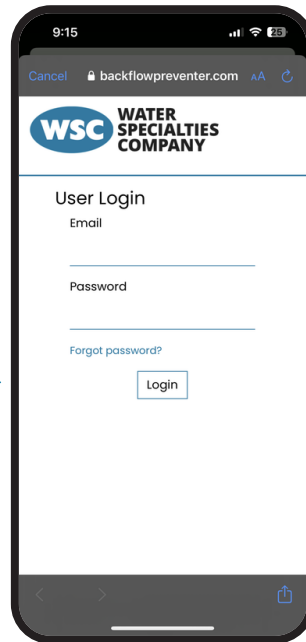 9:15
25
Cancel backflowpreventer.com AA
WSC
WATER
SPECIALTIES
COMPANY
User Login
Email
Password
Forgot password?
Login